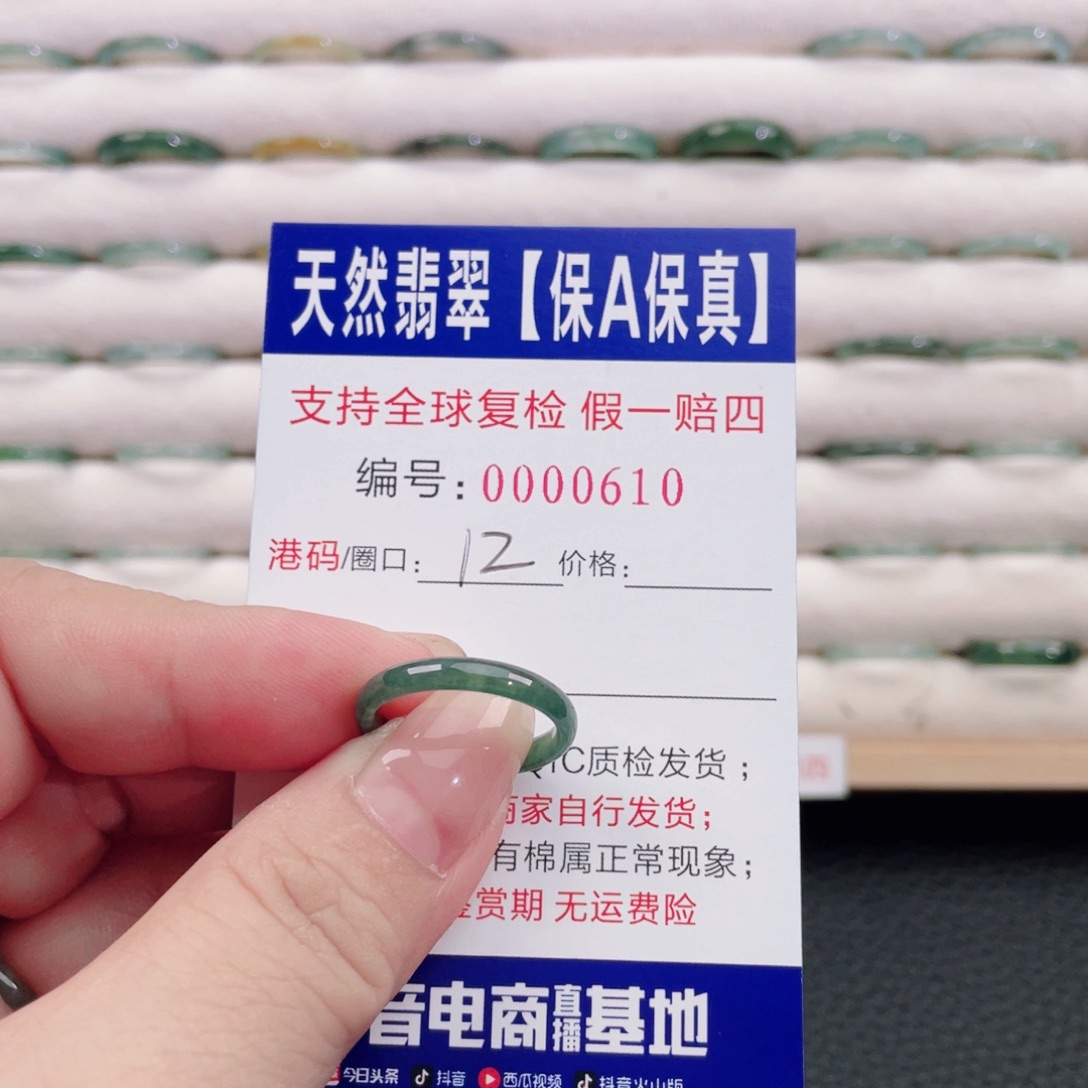 天然翡翠【保A保真】
支持全球复检 假一赔四
编号：0000610
港码/圈口：12 价格：
QIC质检发货；
商家自行发货；
有棉属正常现象；
鉴赏期 无运费险
音电商直播基地
今日头条 抖音 西瓜视频 抖音火山版